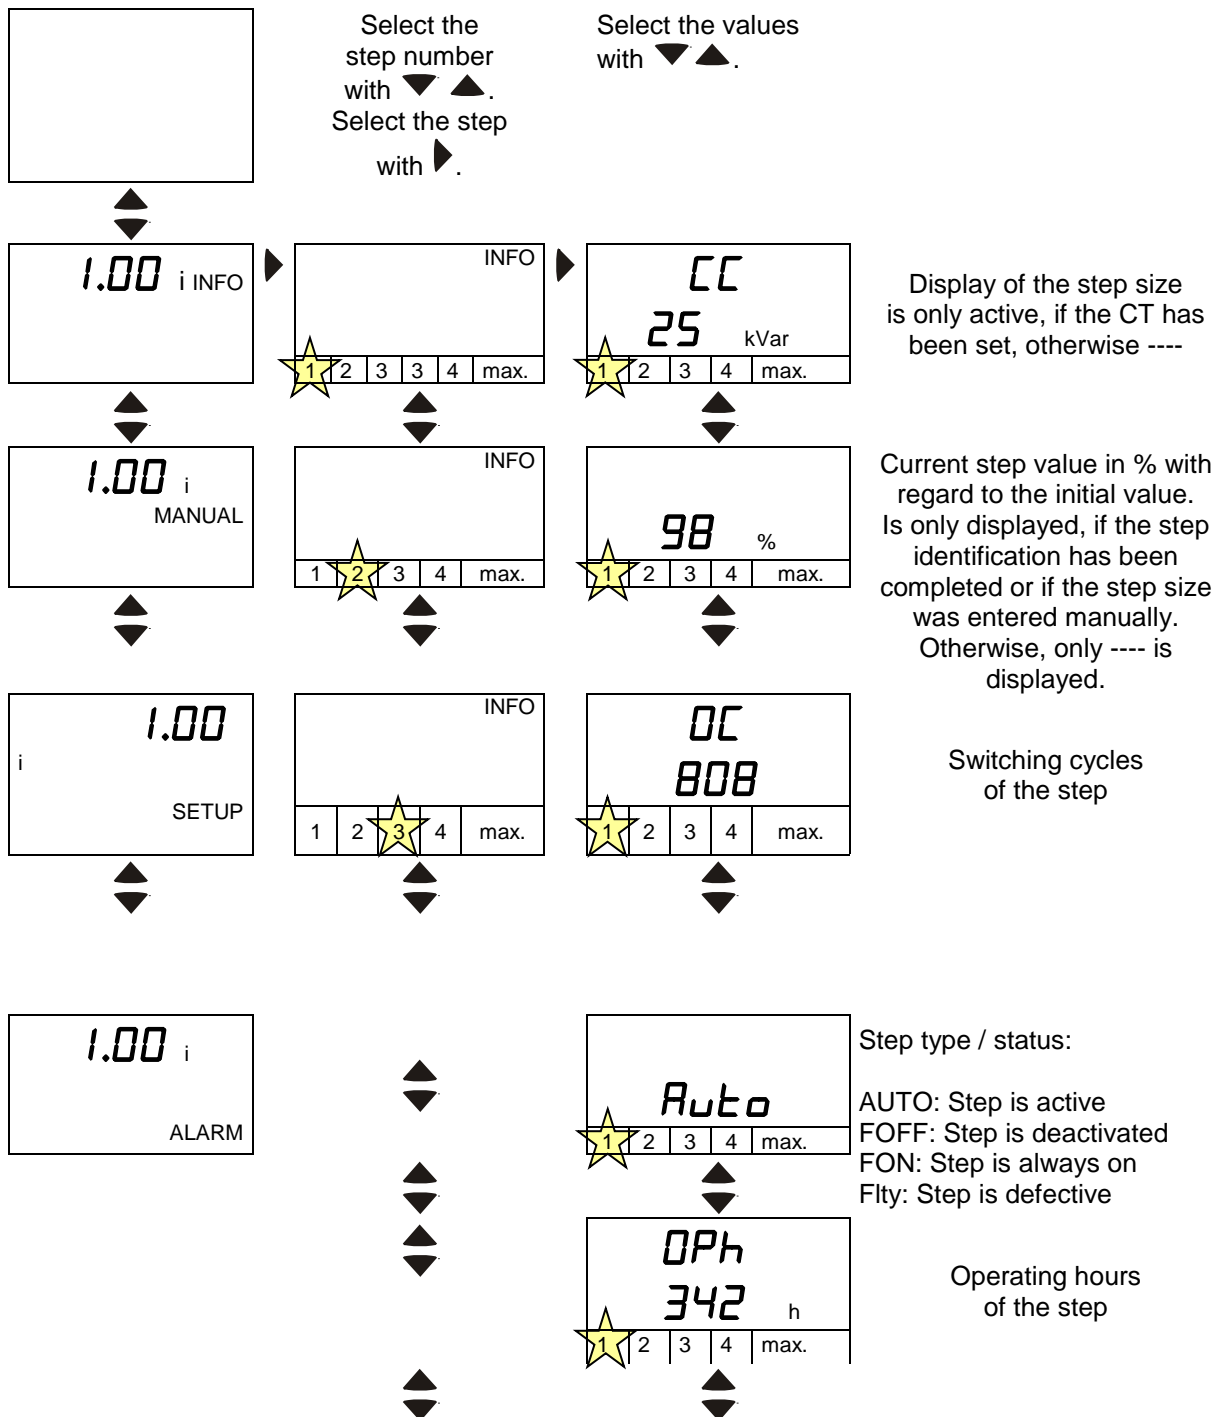 Select the
step number
with
Select the step
with .
Select the values
with .
1.00 i INFO
INFO
1 2 3 3 4 max.
CC
25 kVar
1 2 3 4 max.
Display of the step size
is only active, if the CT has
been set, otherwise ----
1.00 i
MANUAL
INFO
1 2 3 4 max.
98 %
1 2 3 4 max.
Current step value in % with
regard to the initial value.
Is only displayed, if the step
identification has been
completed or if the step size
was entered manually.
Otherwise, only ---- is
displayed.
1.00
i
SETUP
INFO
1 2 3 4 max.
OC
808
1 2 3 4 max.
Switching cycles
of the step
1.00 i
ALARM
Auto
1 2 3 4 max.
Step type / status:
AUTO: Step is active
FOFF: Step is deactivated
FON: Step is always on
Flty: Step is defective
OPh
342 h
1 2 3 4 max.
Operating hours
of the step